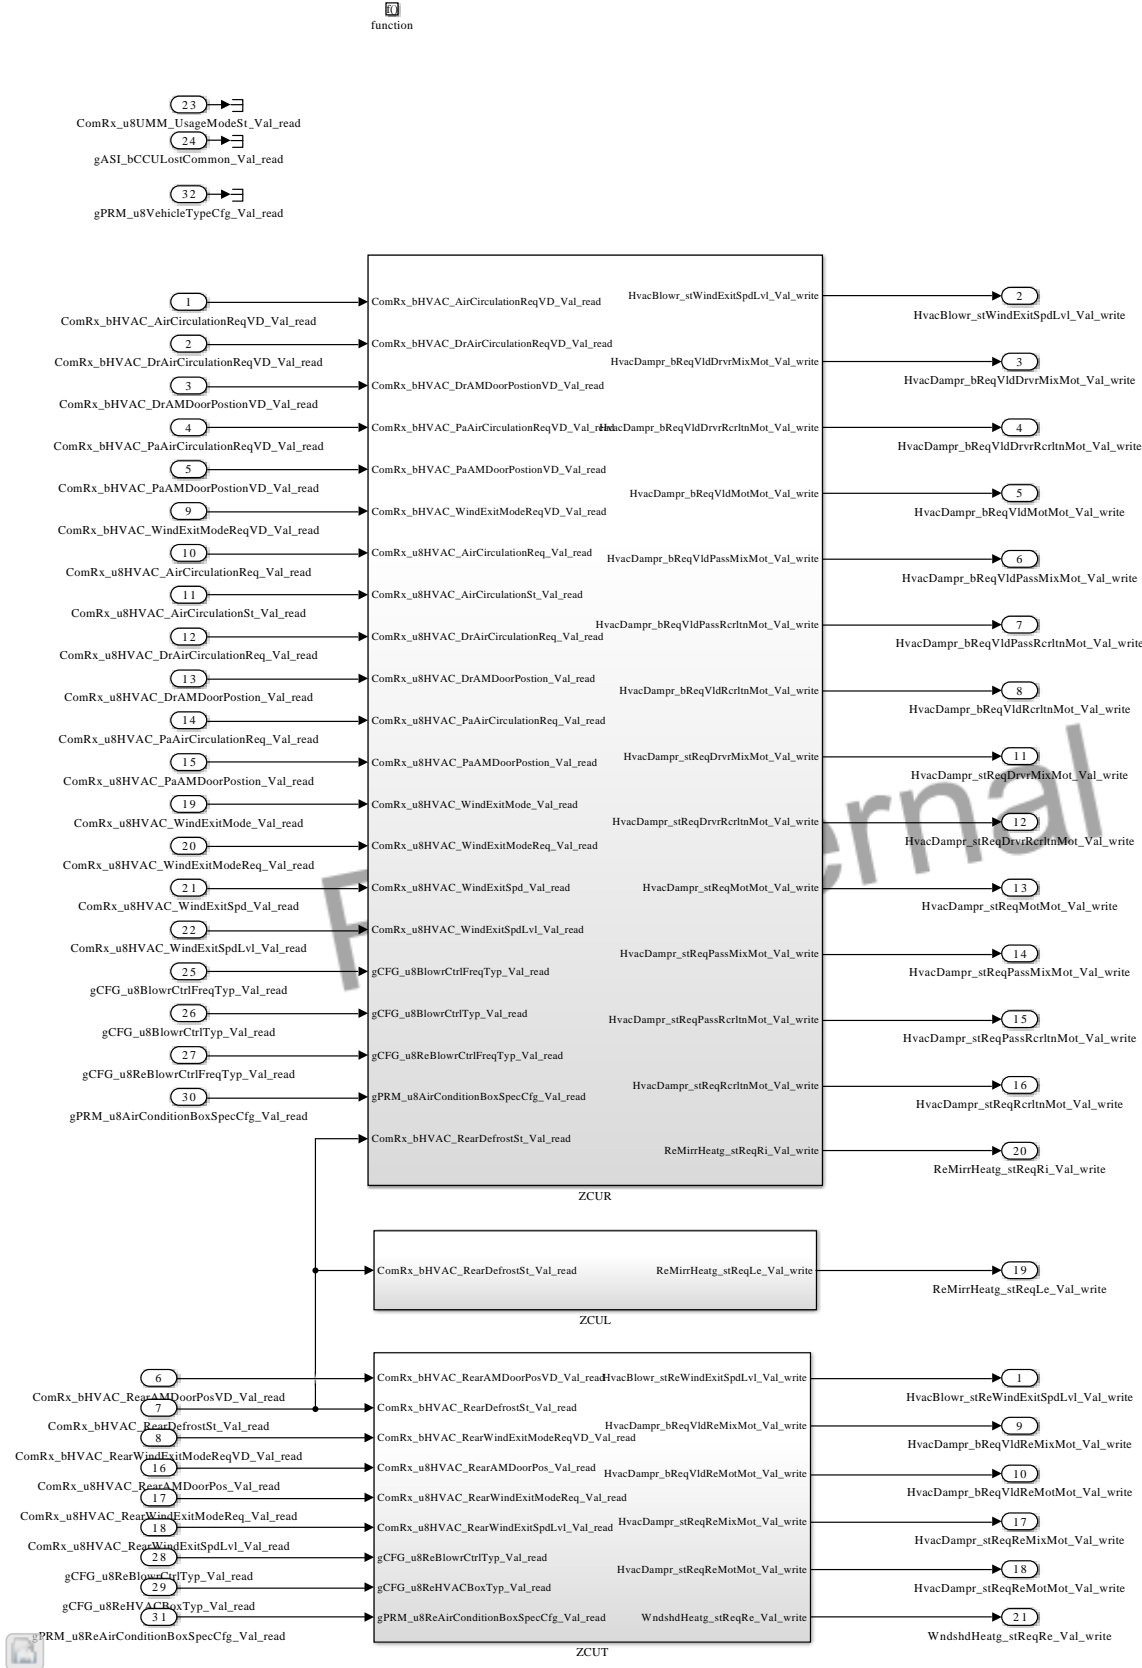 f()
function
23
ComRx_u8UMM_UsageModeSt_Val_read
24
gASI_bCCULostCommon_Val_read
32
gPRM_u8VehicleTypeCfg_Val_read
1
ComRx_bHVAC_AirCirculationReqVD_Val_read
2
ComRx_bHVAC_DrAirCirculationReqVD_Val_read
3
ComRx_bHVAC_DrAMDoorPostionVD_Val_read
4
ComRx_bHVAC_PaAirCirculationReqVD_Val_read
5
ComRx_bHVAC_PaAMDoorPostionVD_Val_read
9
ComRx_bHVAC_WindExitModeReqVD_Val_read
10
ComRx_u8HVAC_AirCirculationReq_Val_read
11
ComRx_u8HVAC_AirCirculationSt_Val_read
12
ComRx_u8HVAC_DrAirCirculationReq_Val_read
13
ComRx_u8HVAC_DrAMDoorPostion_Val_read
14
ComRx_u8HVAC_PaAirCirculationReq_Val_read
15
ComRx_u8HVAC_PaAMDoorPostion_Val_read
19
ComRx_u8HVAC_WindExitMode_Val_read
20
ComRx_u8HVAC_WindExitModeReq_Val_read
21
ComRx_u8HVAC_WindExitSpd_Val_read
22
ComRx_u8HVAC_WindExitSpdLvl_Val_read
25
gCFG_u8BlowrCtrlFreqTyp_Val_read
26
gCFG_u8BlowrCtrlTyp_Val_read
27
gCFG_u8ReBlowrCtrlFreqTyp_Val_read
30
gPRM_u8AirConditionBoxSpecCfg_Val_read
ComRx_bHVAC_AirCirculationReqVD_Val_read
ComRx_bHVAC_DrAirCirculationReqVD_Val_read
ComRx_bHVAC_DrAMDoorPostionVD_Val_read
ComRx_bHVAC_PaAirCirculationReqVD_Val_read
ComRx_bHVAC_PaAMDoorPostionVD_Val_read
ComRx_bHVAC_WindExitModeReqVD_Val_read
ComRx_u8HVAC_AirCirculationReq_Val_read
ComRx_u8HVAC_AirCirculationSt_Val_read
ComRx_u8HVAC_DrAirCirculationReq_Val_read
ComRx_u8HVAC_DrAMDoorPostion_Val_read
ComRx_u8HVAC_PaAirCirculationReq_Val_read
ComRx_u8HVAC_PaAMDoorPostion_Val_read
ComRx_u8HVAC_WindExitMode_Val_read
ComRx_u8HVAC_WindExitModeReq_Val_read
ComRx_u8HVAC_WindExitSpd_Val_read
ComRx_u8HVAC_WindExitSpdLvl_Val_read
gCFG_u8BlowrCtrlFreqTyp_Val_read
gCFG_u8BlowrCtrlTyp_Val_read
gCFG_u8ReBlowrCtrlFreqTyp_Val_read
gPRM_u8AirConditionBoxSpecCfg_Val_read
ComRx_bHVAC_RearDefrostSt_Val_read
HvacBlowr_stWindExitSpdLvl_Val_write
HvacDampr_bReqVldDrvrMixMot_Val_write
HvacDampr_bReqVldDrvrRcrltnMot_Val_write
HvacDampr_bReqVldMotMot_Val_write
HvacDampr_bReqVldPassMixMot_Val_write
HvacDampr_bReqVldPassRcrltnMot_Val_write
HvacDampr_bReqVldRcrltnMot_Val_write
HvacDampr_stReqDrvrMixMot_Val_write
HvacDampr_stReqDrvrRcrltnMot_Val_write
HvacDampr_stReqMotMot_Val_write
HvacDampr_stReqPassMixMot_Val_write
HvacDampr_stReqPassRcrltnMot_Val_write
HvacDampr_stReqRcrltnMot_Val_write
ReMirrHeatg_stReqRi_Val_write
ZCUR
2
HvacBlowr_stWindExitSpdLvl_Val_write
3
HvacDampr_bReqVldDrvrMixMot_Val_write
4
HvacDampr_bReqVldDrvrRcrltnMot_Val_write
5
HvacDampr_bReqVldMotMot_Val_write
6
HvacDampr_bReqVldPassMixMot_Val_write
7
HvacDampr_bReqVldPassRcrltnMot_Val_write
8
HvacDampr_bReqVldRcrltnMot_Val_write
11
HvacDampr_stReqDrvrMixMot_Val_write
12
HvacDampr_stReqDrvrRcrltnMot_Val_write
13
HvacDampr_stReqMotMot_Val_write
14
HvacDampr_stReqPassMixMot_Val_write
15
HvacDampr_stReqPassRcrltnMot_Val_write
16
HvacDampr_stReqRcrltnMot_Val_write
20
ReMirrHeatg_stReqRi_Val_write
ComRx_bHVAC_RearDefrostSt_Val_read
ReMirrHeatg_stReqLe_Val_write
ZCUL
19
ReMirrHeatg_stReqLe_Val_write
6
ComRx_bHVAC_RearAMDoorPosVD_Val_read
7
ComRx_bHVAC_RearDefrostSt_Val_read
8
ComRx_bHVAC_RearWindExitModeReqVD_Val_read
16
ComRx_u8HVAC_RearAMDoorPos_Val_read
17
ComRx_u8HVAC_RearWindExitModeReq_Val_read
18
ComRx_u8HVAC_RearWindExitSpdLvl_Val_read
28
gCFG_u8ReBlowrCtrlTyp_Val_read
29
gCFG_u8ReHVACBoxTyp_Val_read
31
gPRM_u8ReAirConditionBoxSpecCfg_Val_read
ComRx_bHVAC_RearAMDoorPosVD_Val_read
ComRx_bHVAC_RearDefrostSt_Val_read
ComRx_bHVAC_RearWindExitModeReqVD_Val_read
ComRx_u8HVAC_RearAMDoorPos_Val_read
ComRx_u8HVAC_RearWindExitModeReq_Val_read
ComRx_u8HVAC_RearWindExitSpdLvl_Val_read
gCFG_u8ReBlowrCtrlTyp_Val_read
gCFG_u8ReHVACBoxTyp_Val_read
gPRM_u8ReAirConditionBoxSpecCfg_Val_read
HvacBlowr_stReWindExitSpdLvl_Val_write
HvacDampr_bReqVldReMixMot_Val_write
HvacDampr_bReqVldReMotMot_Val_write
HvacDampr_stReqReMixMot_Val_write
HvacDampr_stReqReMotMot_Val_write
WndshdHeatg_stReqRe_Val_write
ZCUT
1
HvacBlowr_stReWindExitSpdLvl_Val_write
9
HvacDampr_bReqVldReMixMot_Val_write
10
HvacDampr_bReqVldReMotMot_Val_write
17
HvacDampr_stReqReMixMot_Val_write
18
HvacDampr_stReqReMotMot_Val_write
21
WndshdHeatg_stReqRe_Val_write